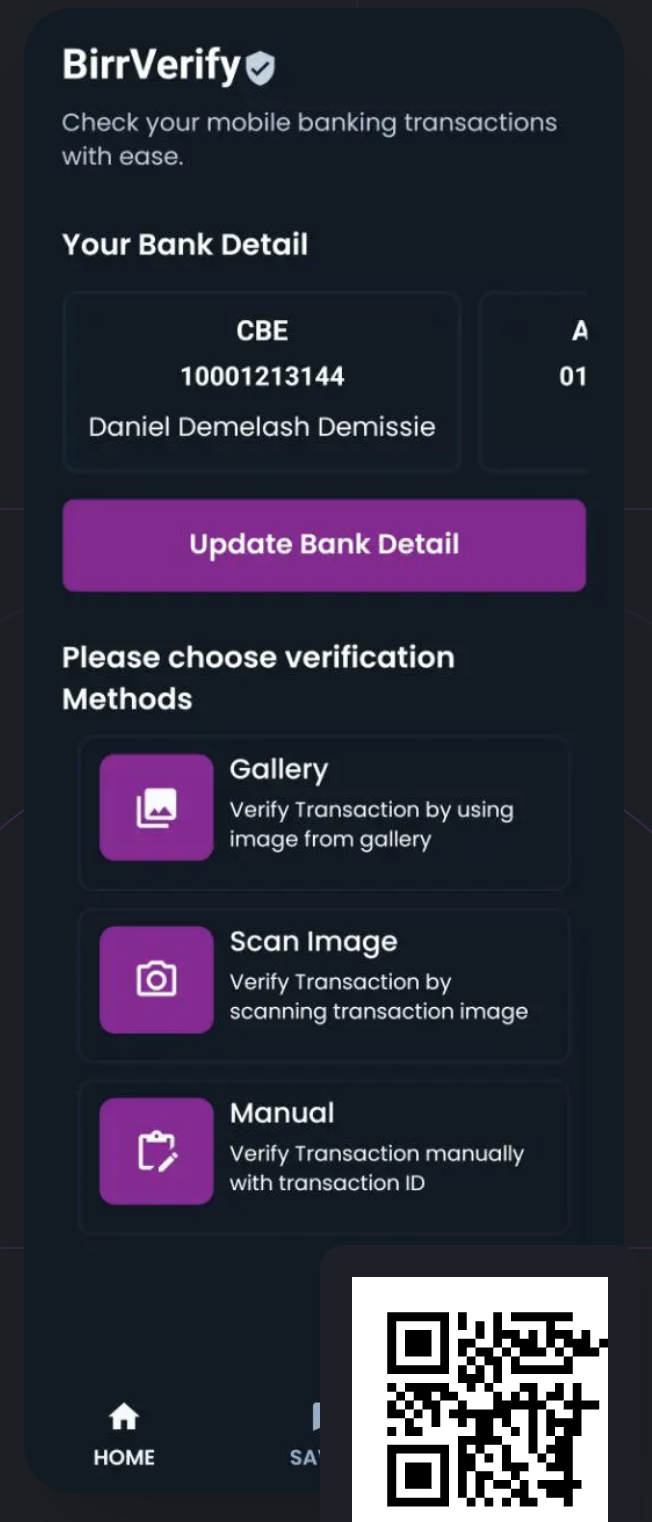 BirrVerify
Check your mobile banking transactions
with ease.
Your Bank Detail
CBE
10001213144
Daniel Demelash Demissie
A
01
Update Bank Detail
Please choose verification
Methods
Gallery
Verify Transaction by using
image from gallery
Scan Image
Verify Transaction by
scanning transaction image
Manual
Verify Transaction manually
with transaction ID
HOME